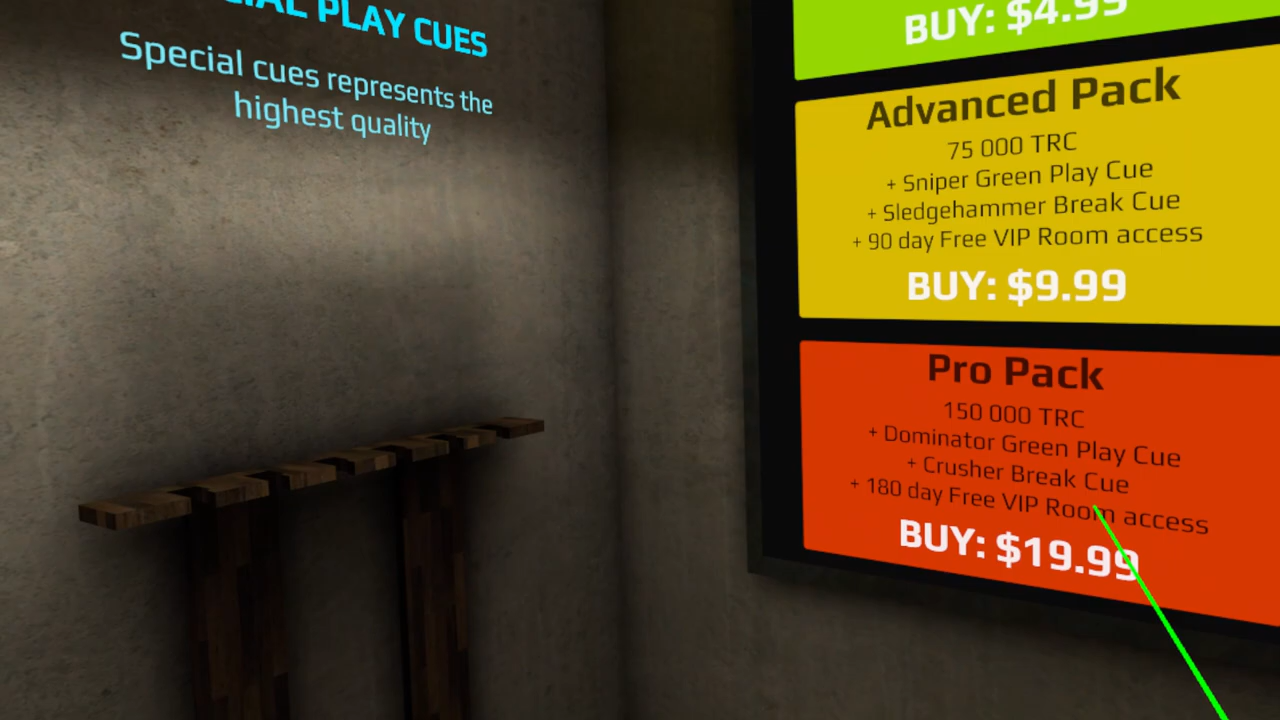 PLAY CUES
Special cues represents the
highest quality
BUY: $4.99
Advanced Pack
75 000 TRC
+ Sniper Green Play Cue
+ Sledgehammer Break Cue
+ 90 day Free VIP Room access
BUY: $9.99
Pro Pack
150 000 TRC
+ Dominator Green Play Cue
+ Crusher Break Cue
+ 180 day Free VIP Room access
BUY: $19.99